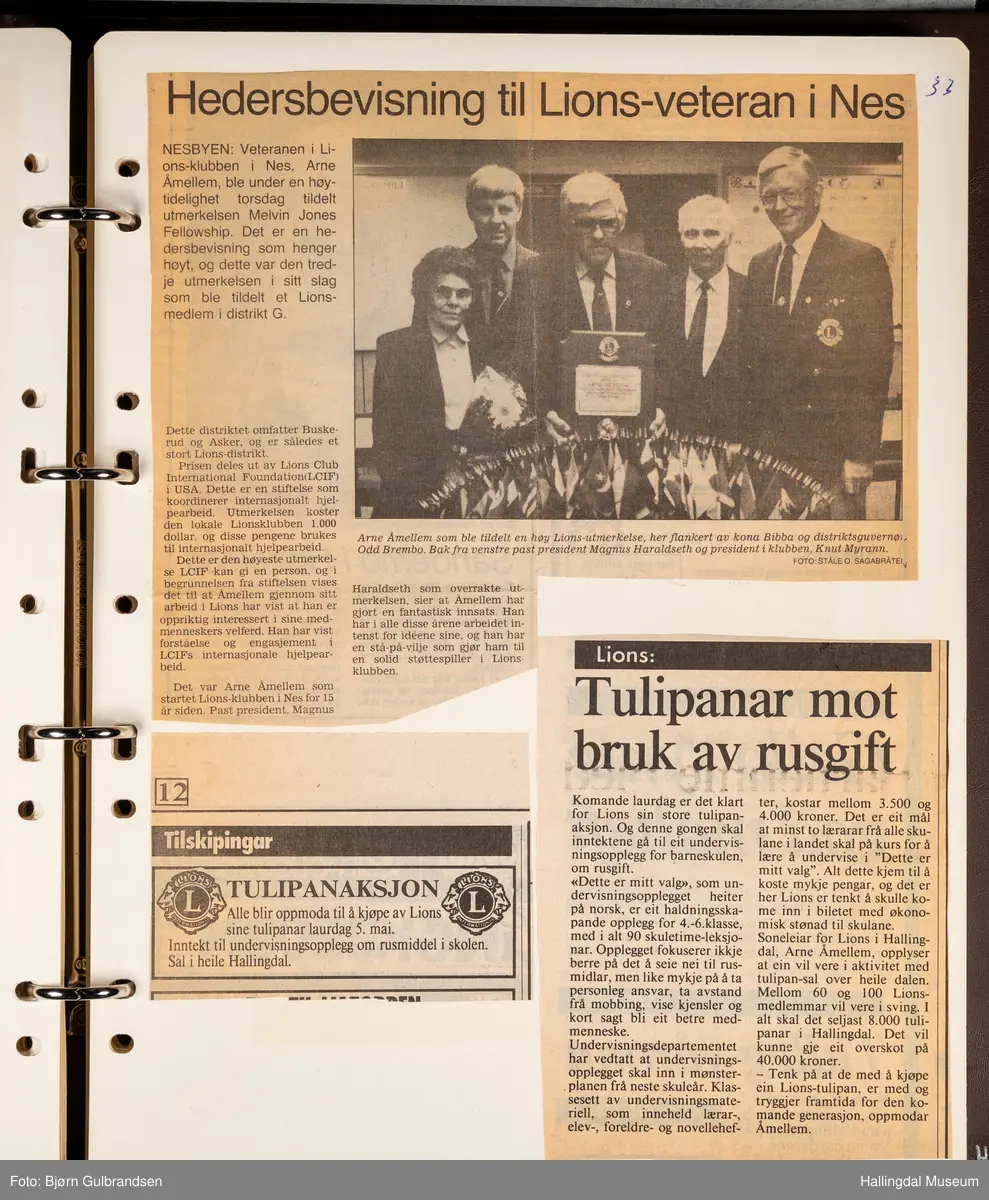 33
Hedersbevisning til Lions-veteran i Nes
NESBYEN: Veteranen i Li-
ons-klubben i Nes, Arne
Åmellem, ble under en høy-
tidelighet torsdag tildelt
utmerkelsen Melvin Jones
Fellowship. Det er en he-
dersbevisning som henger
høyt, og dette var den tred-
je utmerkelsen i sitt slag
som ble tildelt et Lions-
medlem i distrikt G.
Dette distriktet omfatter Buske-
rud og Asker, og er således et
stort Lions-distrikt.
Prisen deles ut av Lions Club
International Foundation(LCIF)
i USA. Dette er en stiftelse som
koordinerer internasjonalt hjel-
pearbeid. Utmerkelsen koster
den lokale Lionsklubben 1.000
dollar, og disse pengene brukes
til internasjonalt hjelpearbeid.
Dette er den høyeste utmerkel-
se LCIF kan gi en person, og i
begrunnelsen fra stiftelsen vises
det til at Åmellem gjennom sitt
arbeid i Lions har vist at han er
oppriktig interessert i sine med-
menneskers velferd. Han har vist
forståelse og engasjement i
LCIFs internasjonale hjelpear-
beid.
Det var Arne Åmellem som
startet Lions-klubben i Nes for 15
år siden. Past president, Magnus
Arne Åmellem som ble tildelt en høy Lions-utmerkelse, her flankert av kona Bibba og distriktsguvernør,
Odd Brembo. Bak fra venstre past president Magnus Haraldseth og president i klubben, Knut Myrann.
FOTO: STÅLE O. SAGABRÅTEN
Haraldseth som overrakte ut-
merkelsen, sier at Åmellem har
gjort en fantastisk innsats. Han
har i alle disse årene arbeidet in-
tenst for idéene sine, og han har
en stå-på-vilje som gjør ham til
en solid støttespiller i Lions-
klubben.
12
Tilskipingar
LIONS
L
TULIPANAKSJON
LIONS
L
Alle blir oppmoda til å kjøpe av Lions
sine tulipanar laurdag 5. mai.
Inntekt til undervisningsopplegg om rusmiddel i skolen.
Sal i heile Hallingdal.
Lions:
Tulipanar mot
bruk av rusgift
Komande laurdag er det klart
for Lions sin store tulipan-
aksjon. Og denne gongen skal
inntektene gå til eit undervis-
ningsopplegg for barneskulen,
om rusgift.
«Dette er mitt valg», som un-
dervisningsopplegget heiter
på norsk, er eit haldningsska-
pande opplegg for 4.-6.klasse,
med i alt 90 skuletime-leksjo-
nar. Opplegget fokuserer ikkje
berre på det å seie nei til rus-
midlar, men like mykje på å ta
personleg ansvar, ta avstand
frå mobbing, vise kjensler og
kort sagt bli eit betre med-
menneske.
Undervisningsdepartementet
har vedtatt at undervisnings-
opplegget skal inn i mønster-
planen frå neste skuleår. Klas-
sesett av undervisningsmate-
riell, som inneheld lærar-,
elev-, foreldre- og novellehef-
ter, kostar mellom 3.500 og
4.000 kroner. Det er eit mål
at minst to lærarar frå alle sku-
lane i landet skal på kurs for å
lære å undervise i "Dette er
mitt valg". Alt dette kjem til å
koste mykje pengar, og det er
her Lions er tenkt å skulle ko-
me inn i biletet med økono-
misk stønad til skulane.
Soneleiar for Lions i Halling-
dal, Arne Åmellem, opplyser
at ein vil vere i aktivitet med
tulipan-sal over heile dalen.
Mellom 60 og 100 Lions-
medlemmar vil vere i sving. I
alt skal det seljast 8.000 tuli-
panar i Hallingdal. Det vil
kunne gje eit overskot på
40.000 kroner.
– Tenk på at de med å kjøpe
ein Lions-tulipan, er med og
tryggjer framtida for den ko-
mande generasjon, oppmodar
Åmellem.
Foto: Bjørn Gulbrandsen
Hallingdal Museum